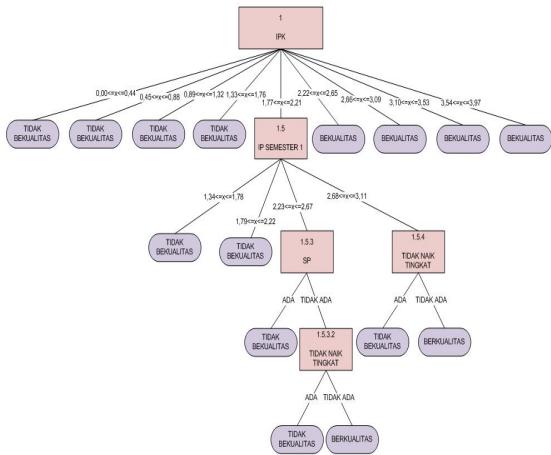 1
IPK
0,00<=x<=0,44
0,45<=x<=0,88
0,89<=x<=1,32
1,33<=x<=1,76
1,77<=x<=2,21
2,22<=x<=2,65
2,66<=x<=3,09
3,10<=x<=3,53
3,54<=x<=3,97
TIDAK
BEKUALITAS
TIDAK
BEKUALITAS
TIDAK
BEKUALITAS
TIDAK
BEKUALITAS
1.5
IP SEMESTER 1
BEKUALITAS
BEKUALITAS
BEKUALITAS
BEKUALITAS
1,34<=x<=1,78
1,79<=x<=2,22
2,23<=x<=2,67
2,68<=x<=3,11
TIDAK
BEKUALITAS
TIDAK
BEKUALITAS
1.5.3
SP
1.5.4
TIDAK NAIK
TINGKAT
ADA
TIDAK ADA
ADA
TIDAK ADA
TIDAK
BEKUALITAS
1.5.3.2
TIDAK NAIK
TINGKAT
TIDAK
BEKUALITAS
BERKUALITAS
ADA
TIDAK ADA
TIDAK
BEKUALITAS
BERKUALITAS